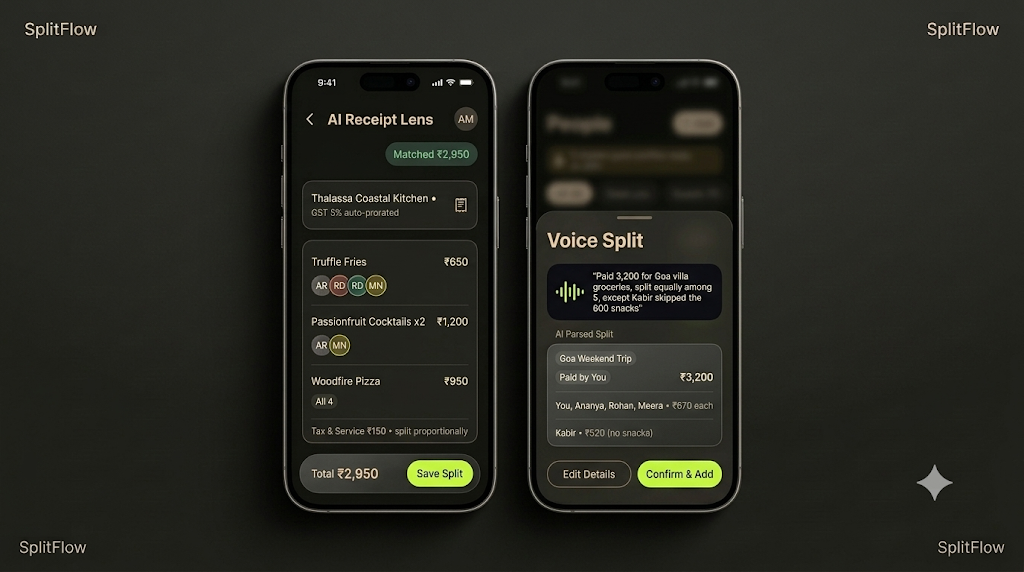 SplitFlow
SplitFlow
9:41
AI Receipt Lens
AM
Matched ₹2,950
Thalassa Coastal Kitchen •
GST 5% auto-prorated
Truffle Fries
₹650
AR RD RD MN
Passionfruit Cocktails x2
₹1,200
AR MN
Woodfire Pizza
₹950
All 4
Tax & Service ₹150 • split proportionally
Total ₹2,950
Save Split
People
Voice Split
"Paid 3,200 for Goa villa
groceries, split equally among
5, except Kabir skipped the
600 snacks"
AI Parsed Split
Goa Weekend Trip
Paid by You
₹3,200
You, Ananya, Rohan, Meera • ₹670 each
Kabir • ₹520 (no snacka)
Edit Details
Confirm & Add
SplitFlow
SplitFlow